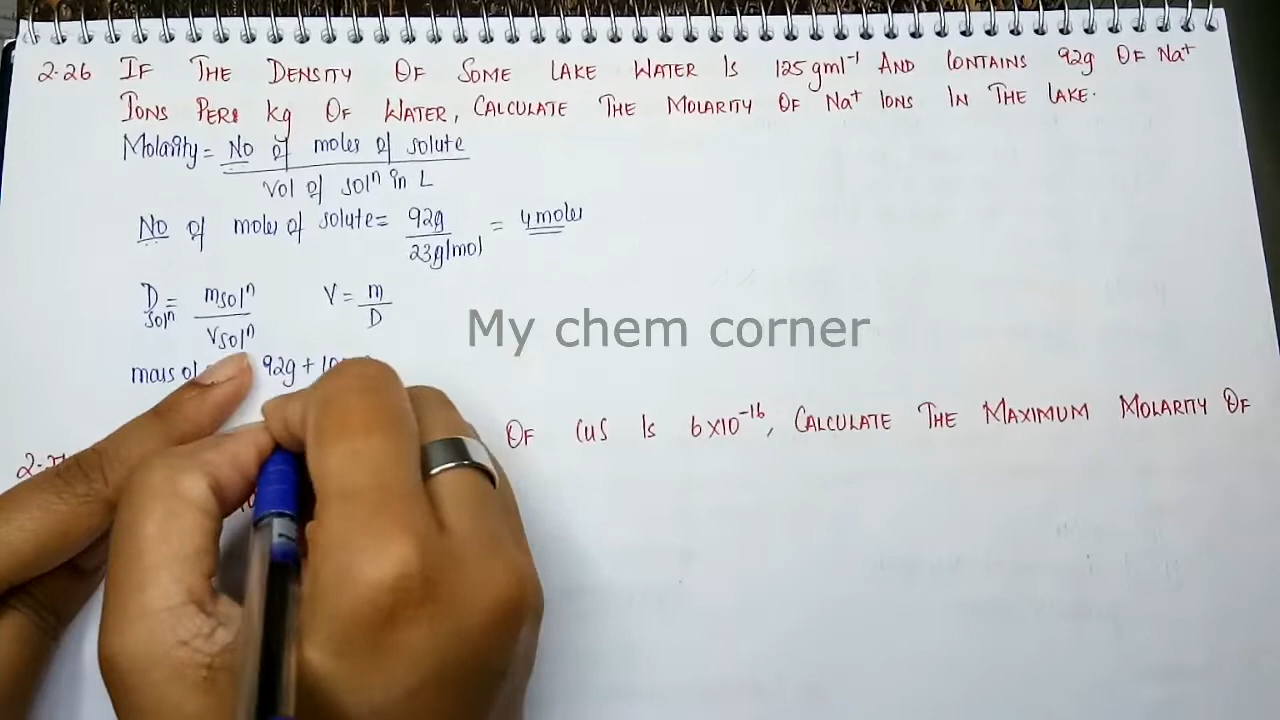 2.26 IF THE DENSITY OF SOME LAKE WATER IS 125 gml⁻¹ AND CONTAINS 92g OF Na⁺
IONS PER KG OF WATER, CALCULATE THE MOLARITY OF Na⁺ IONS IN THE LAKE.
Molarity = No of moles of solute
Vol of solⁿ in L
No of moles of solute = 92g / 23g/mol = 4 moles
D solⁿ = m solⁿ / V solⁿ V = m / D
mass of 92g +
My chem corner
OF CuS IS 6×10⁻¹⁶, CALCULATE THE MAXIMUM MOLARITY OF